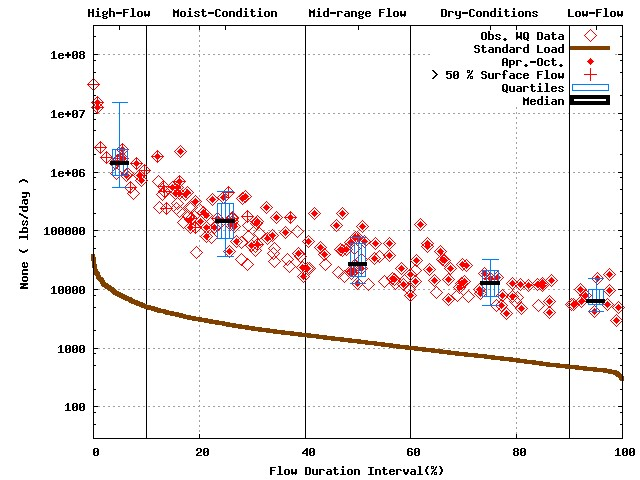 High-Flow Moist-Condition Mid-range Flow Dry-Conditions Low-Flow
Obs. WQ Data
Standard Load
Apr.-Oct.
> 50 % Surface Flow
Quartiles
Median
1e+08
1e+07
1e+06
100000
10000
1000
100
None ( lbs/day )
0 20 40 60 80 100
Flow Duration Interval(%)